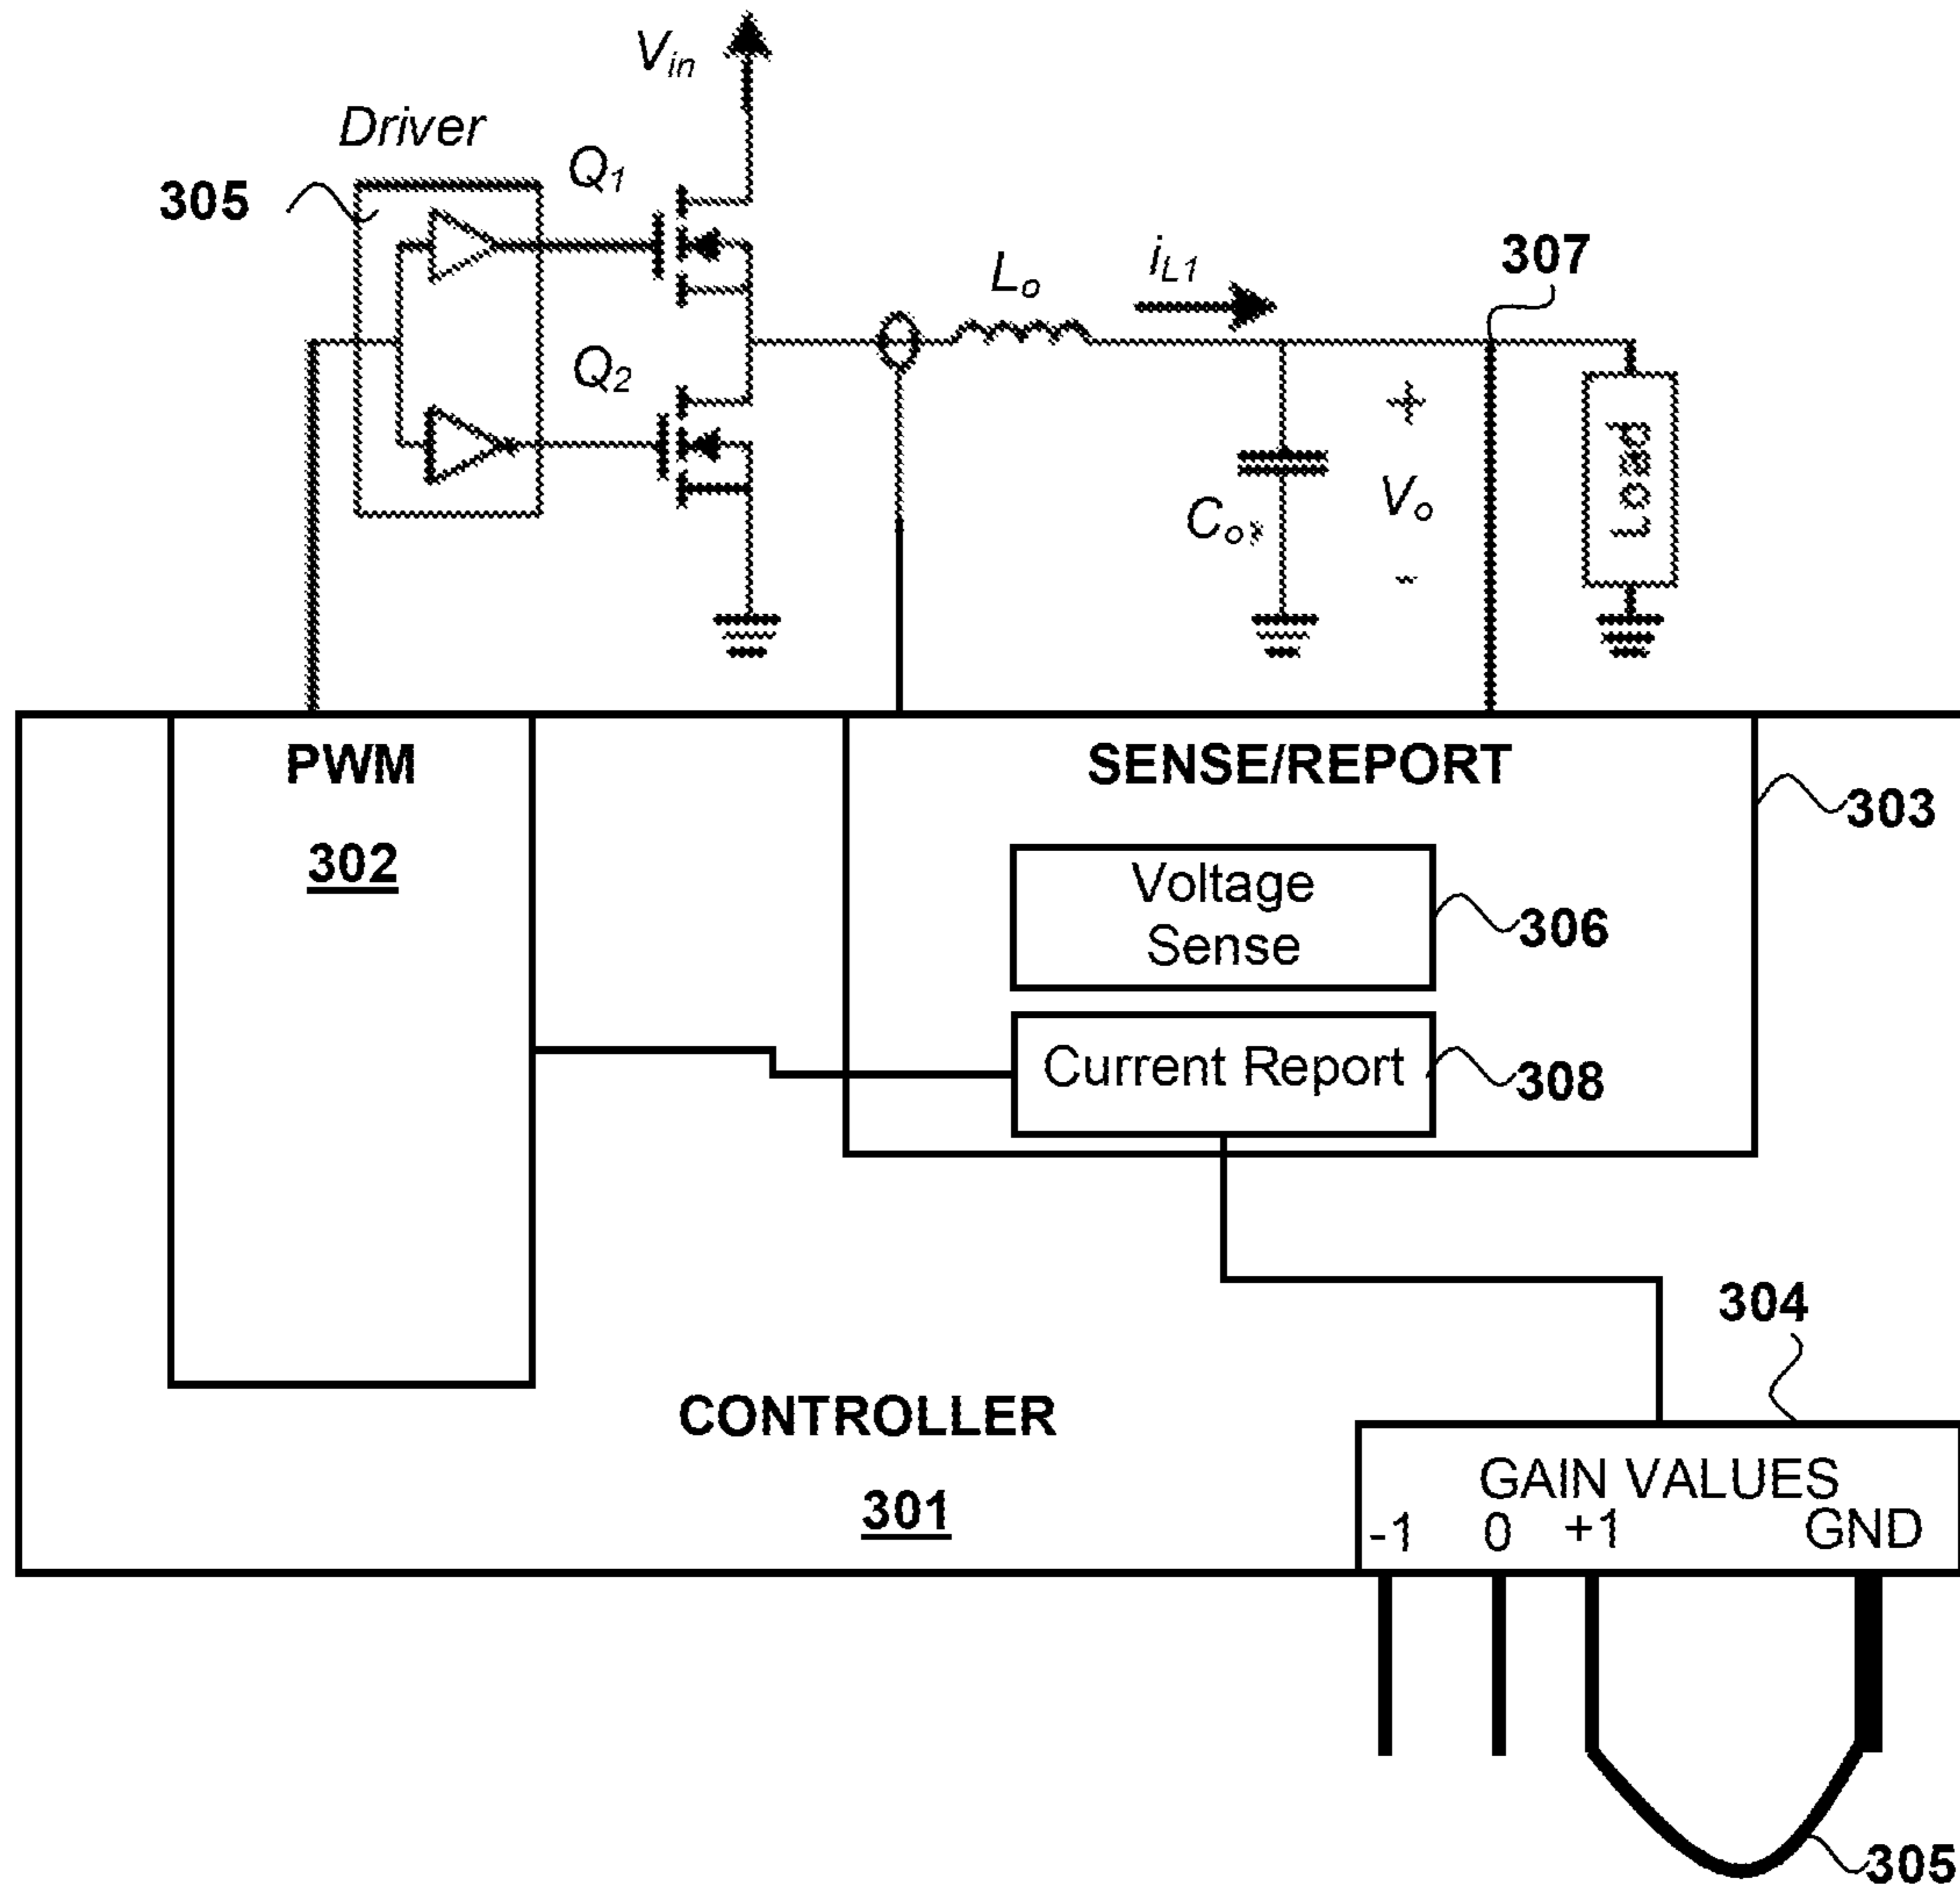 Vin
Driver
Q1
305
307
iL1
Lo
Q2
+
Load
Vo
Co
-
PWM
SENSE/REPORT
303
302
Voltage
Sense
306
Current Report
308
304
CONTROLLER
GAIN VALUES
-1 0 +1 GND
301
305